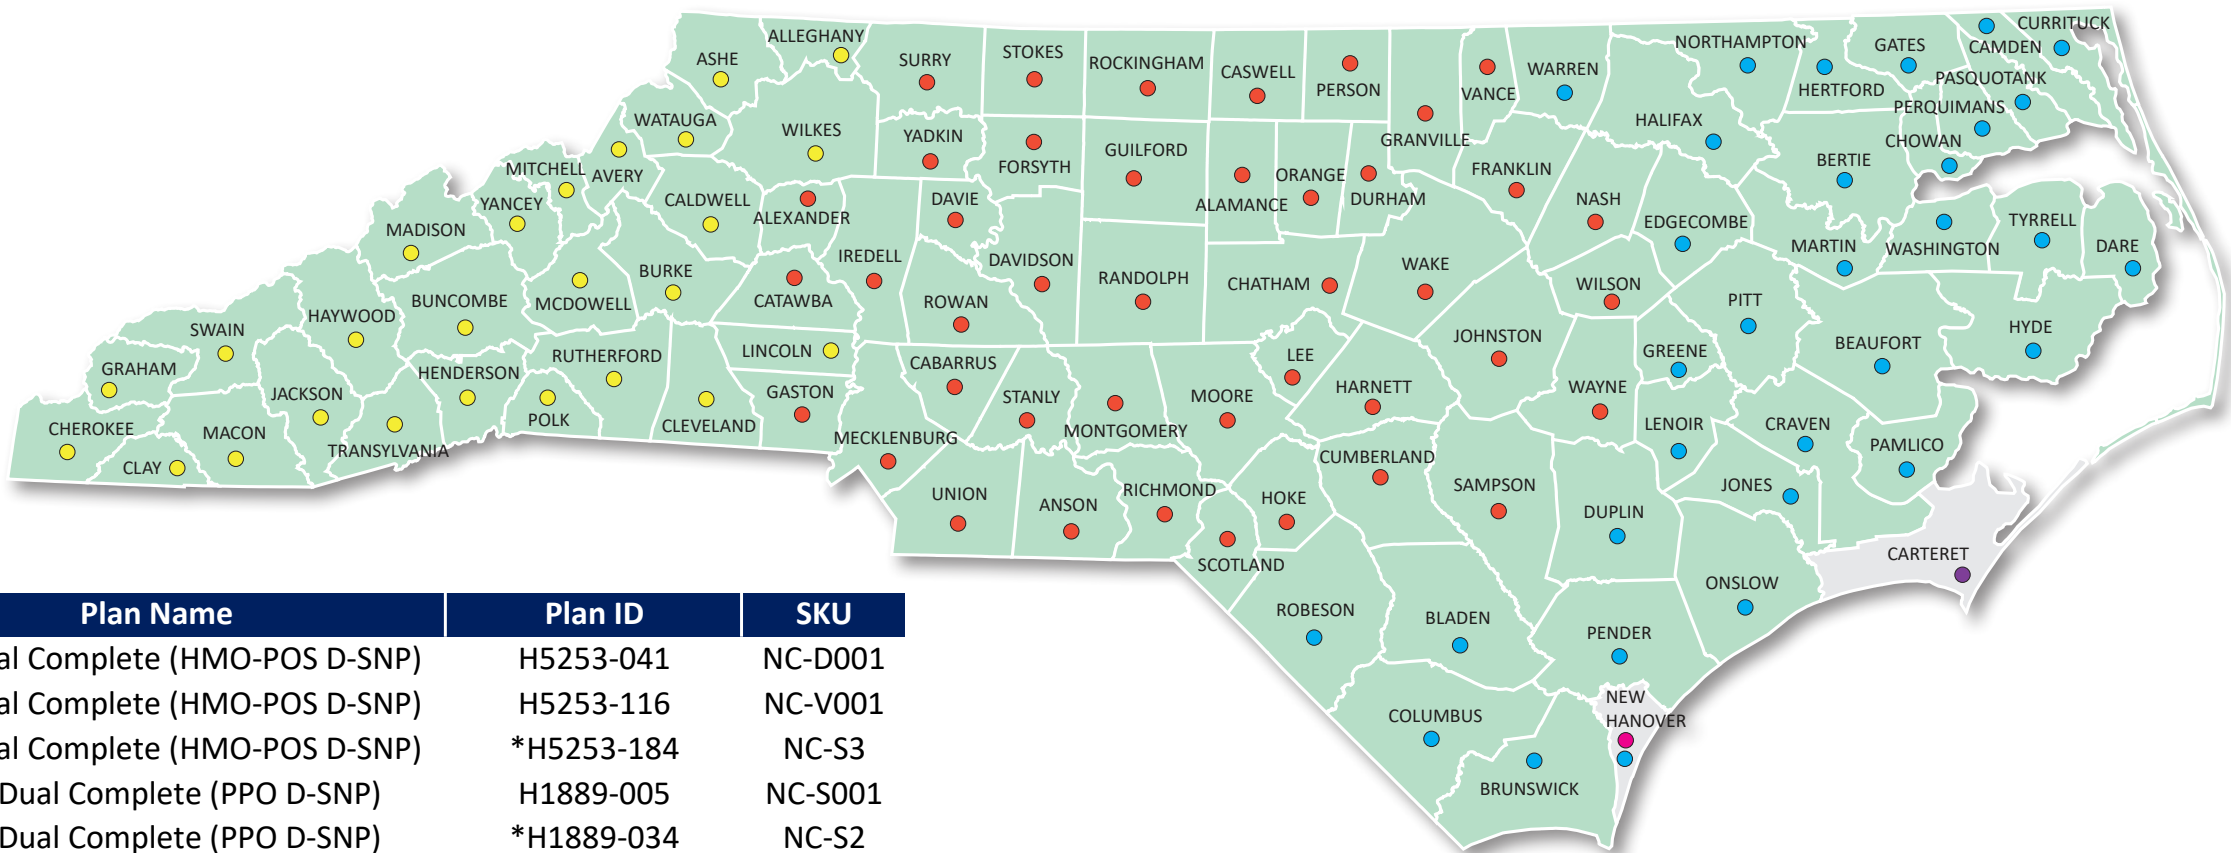 ALLEGHANY
ASHE
SURRY
STOKES
ROCKINGHAM
CASWELL
PERSON
VANCE
WARREN
NORTHAMPTON
GATES
CAMDEN
CURRITUCK
HERTFORD
PASQUOTANK
PERQUIMANS
CHOWAN
WATAUGA
WILKES
YADKIN
FORSYTH
GUILFORD
ALAMANCE
ORANGE
DURHAM
GRANVILLE
FRANKLIN
HALIFAX
BERTIE
MITCHELL
AVERY
YANCEY
CALDWELL
ALEXANDER
DAVIE
NASH
EDGECOMBE
MARTIN
WASHINGTON
TYRRELL
DARE
MADISON
BUNCOMBE
MCDOWELL
BURKE
CATAWBA
IREDELL
ROWAN
DAVIDSON
RANDOLPH
CHATHAM
WAKE
WILSON
PITT
BEAUFORT
HYDE
SWAIN
HAYWOOD
GRAHAM
JACKSON
HENDERSON
RUTHERFORD
POLK
CLEVELAND
LINCOLN
GASTON
CABARRUS
STANLY
MONTGOMERY
MOORE
LEE
HARNETT
JOHNSTON
WAYNE
GREENE
LENOIR
CRAVEN
PAMLICO
CHEROKEE
CLAY
MACON
TRANSYLVANIA
MECKLENBURG
UNION
ANSON
RICHMOND
SCOTLAND
HOKE
CUMBERLAND
SAMPSON
DUPLIN
JONES
ONSLOW
CARTERET
ROBESON
BLADEN
PENDER
COLUMBUS
BRUNSWICK
NEW
HANOVER
Plan Name Plan ID SKU
al Complete (HMO-POS D-SNP) H5253-041 NC-D001
al Complete (HMO-POS D-SNP) H5253-116 NC-V001
al Complete (HMO-POS D-SNP) *H5253-184 NC-S3
Dual Complete (PPO D-SNP) H1889-005 NC-S001
Dual Complete (PPO D-SNP) *H1889-034 NC-S2